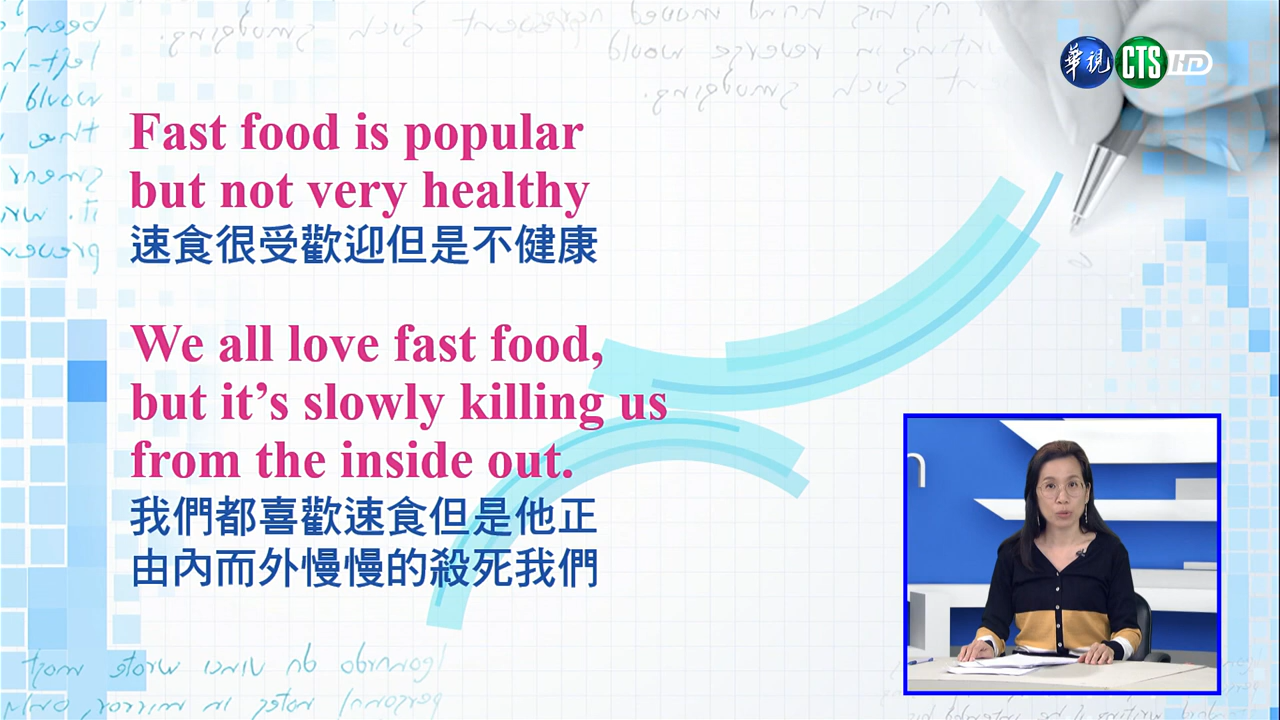 華視 CTS HD
Fast food is popular
but not very healthy
速食很受歡迎但是不健康
We all love fast food,
but it’s slowly killing us
from the inside out.
我們都喜歡速食但是他正
由內而外慢慢的殺死我們